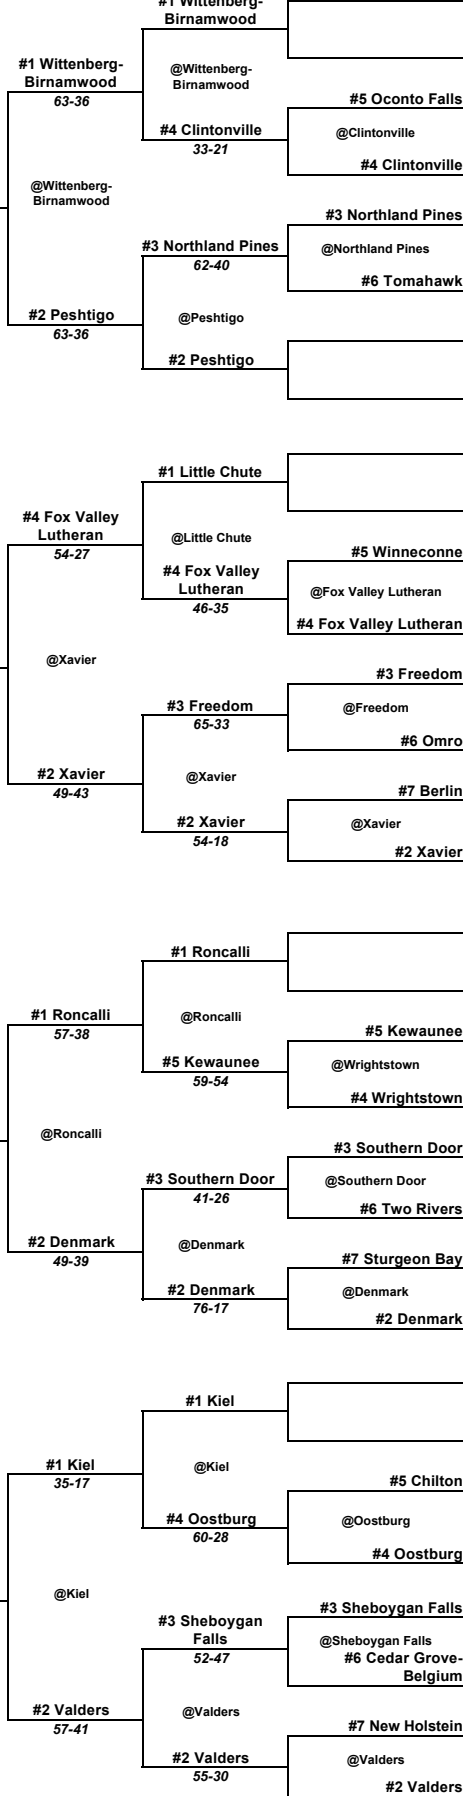 #1 Wittenberg-
Birnamwood
#1 Wittenberg-
Birnamwood
63-36
@Wittenberg-
Birnamwood
#5 Oconto Falls
@Clintonville
#4 Clintonville
33-21
#4 Clintonville
@Wittenberg-
Birnamwood
#3 Northland Pines
#3 Northland Pines
62-40
@Northland Pines
#6 Tomahawk
#2 Peshtigo
63-36
@Peshtigo
#2 Peshtigo
#1 Little Chute
#4 Fox Valley
Lutheran
54-27
@Little Chute
#4 Fox Valley
Lutheran
46-35
#5 Winneconne
@Fox Valley Lutheran
#4 Fox Valley Lutheran
@Xavier
#3 Freedom
#3 Freedom
65-33
@Freedom
#6 Omro
#2 Xavier
49-43
@Xavier
#7 Berlin
#2 Xavier
54-18
@Xavier
#2 Xavier
#1 Roncalli
#1 Roncalli
57-38
@Roncalli
#5 Kewaunee
#5 Kewaunee
59-54
@Wrightstown
#4 Wrightstown
@Roncalli
#3 Southern Door
#3 Southern Door
41-26
@Southern Door
#6 Two Rivers
#2 Denmark
49-39
@Denmark
#7 Sturgeon Bay
#2 Denmark
76-17
@Denmark
#2 Denmark
#1 Kiel
#1 Kiel
35-17
@Kiel
#5 Chilton
#4 Oostburg
60-28
@Oostburg
#4 Oostburg
@Kiel
#3 Sheboygan Falls
#3 Sheboygan
Falls
52-47
@Sheboygan Falls
#6 Cedar Grove-
Belgium
#2 Valders
57-41
@Valders
#7 New Holstein
#2 Valders
55-30
@Valders
#2 Valders